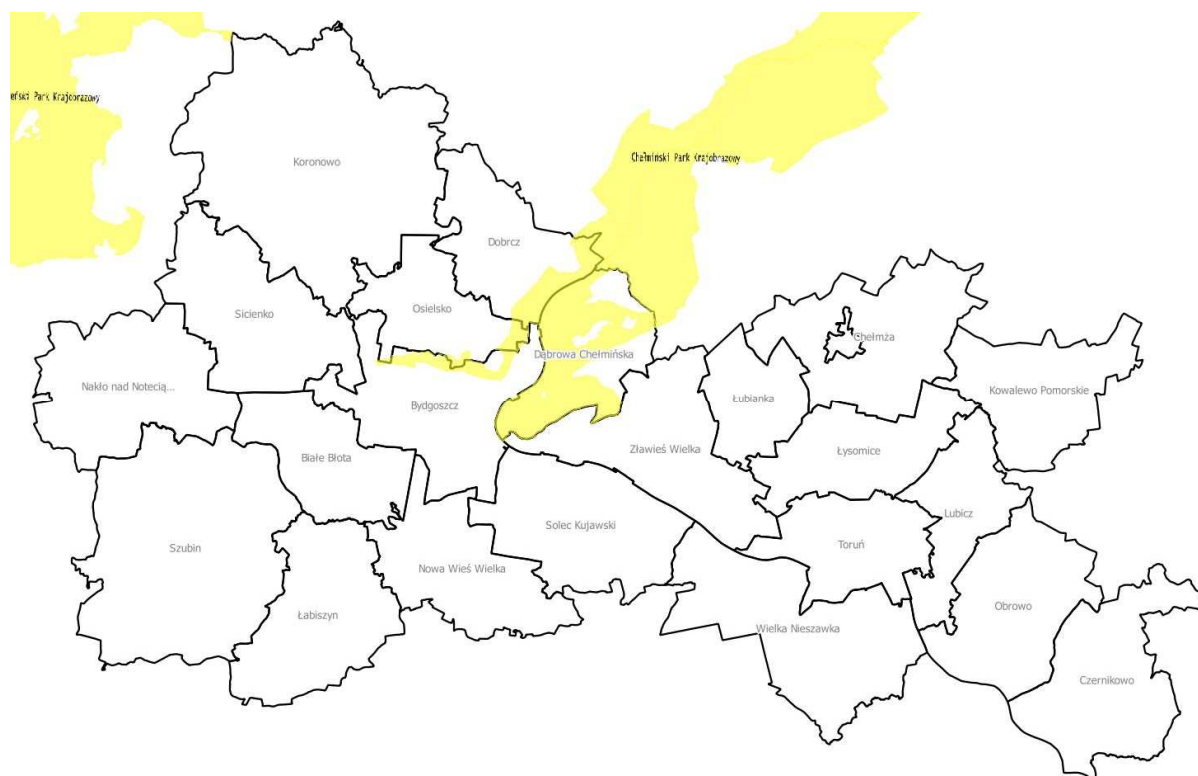 eński Park Krajobrazowy
Chełmiński Park Krajobrazowy
Koronowo
Dobrcz
Osielsko
Sicienko
Chełmża
Dąbrowa Chełmińska
Kowalewo Pomorskie
Nakło nad Notecią...
Łubianka
Bydgoszcz
Zławieś Wielka
Łysomice
Białe Błota
Lubicz
Solec Kujawski
Toruń
Szubin
Nowa Wieś Wielka
Obrowo
Łabiszyn
Wielka Nieszawka
Czernikowo